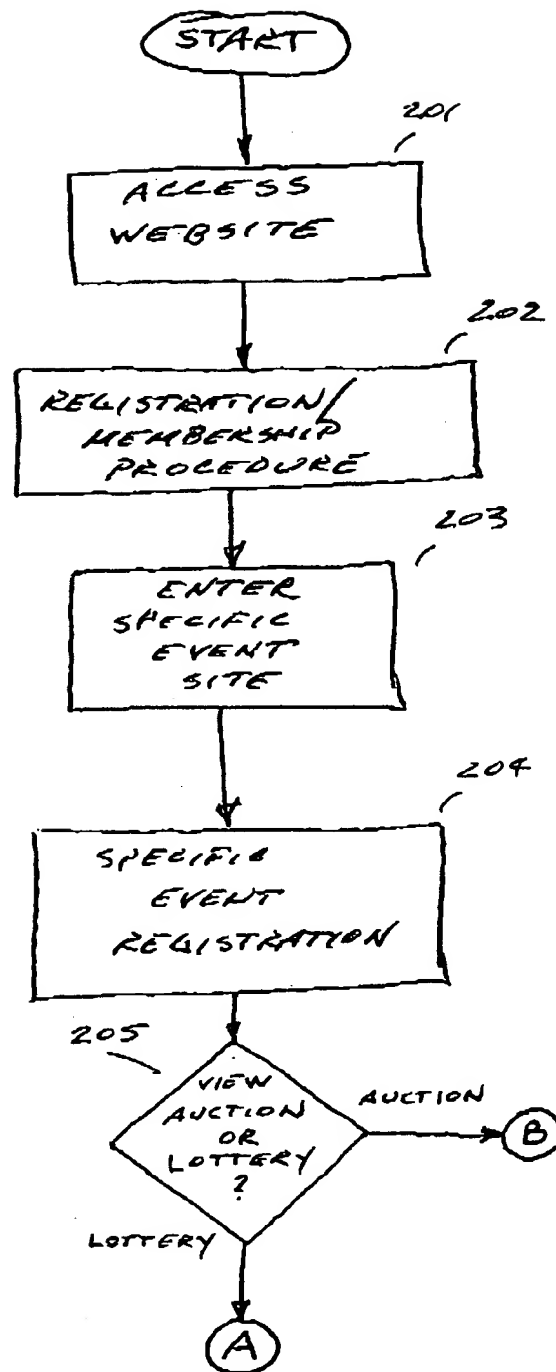 START
201
ACCESS
WEBSITE
202
REGISTRATION/
MEMBERSHIP
PROCEDURE
203
ENTER
SPECIFIC
EVENT
SITE
204
SPECIFIC
EVENT
REGISTRATION
205
VIEW
AUCTION
OR
LOTTERY
?
AUCTION
B
LOTTERY
A